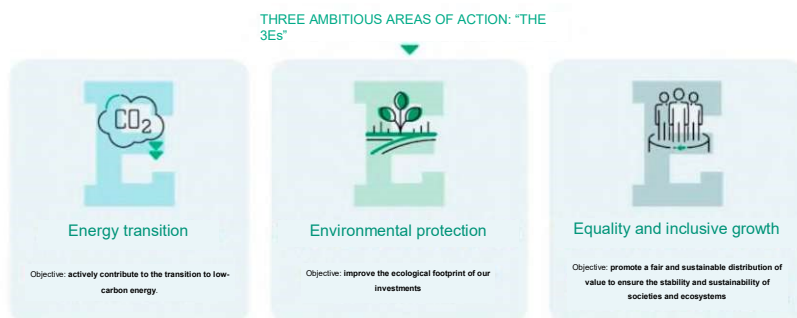 THREE AMBITIOUS AREAS OF ACTION: “THE
3Es”
E
CO2
Energy transition
Objective: actively contribute to the transition to low-
carbon energy.
E
Environmental protection
Objective: improve the ecological footprint of our
investments
E
Equality and inclusive growth
Objective: promote a fair and sustainable distribution of
value to ensure the stability and sustainability of
societies and ecosystems